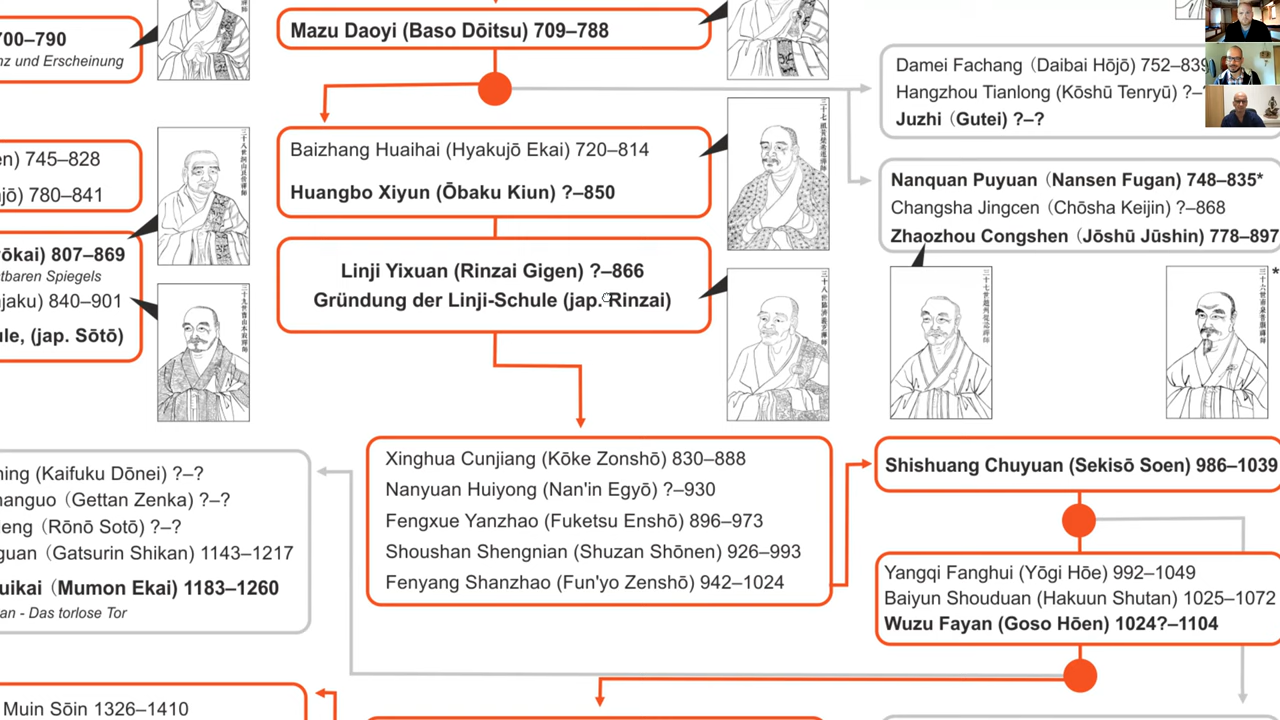 700–790
nz und Erscheinung
en) 745–828
jō) 780–841
yōkai) 807–869
tbaren Spiegels
njaku) 840–901
ule, (jap. Sōtō)
Mazu Daoyi (Baso Dōitsu) 709–788
Baizhang Huaihai (Hyakujō Ekai) 720–814
Huangbo Xiyun (Ōbaku Kiun) ?–850
Linji Yixuan (Rinzai Gigen) ?–866
Gründung der Linji-Schule (jap. Rinzai)
Damei Fachang (Daibai Hōjō) 752–839
Hangzhou Tianlong (Kōshū Tenryū) ?–
Juzhi (Gutei) ?–?
Nanquan Puyuan (Nansen Fugan) 748–835*
Changsha Jingcen (Chōsha Keijin) ?–868
Zhaozhou Congshen (Jōshū Jūshin) 778–897
*
ning (Kaifuku Dōnei) ?–?
hanguo (Gettan Zenka) ?–?
leng (Rōnō Sotō) ?–?
guan (Gatsurin Shikan) 1143–1217
uikai (Mumon Ekai) 1183–1260
an - Das torlose Tor
Xinghua Cunjiang (Kōke Zonshō) 830–888
Nanyuan Huiyong (Nan'in Egyō) ?–930
Fengxue Yanzhao (Fuketsu Enshō) 896–973
Shoushan Shengnian (Shuzan Shōnen) 926–993
Fenyang Shanzhao (Fun'yo Zenshō) 942–1024
Shishuang Chuyuan (Sekisō Soen) 986–1039
Yangqi Fanghui (Yōgi Hōe) 992–1049
Baiyun Shouduan (Hakuun Shutan) 1025–1072
Wuzu Fayan (Goso Hōen) 1024?–1104
Muin Sōin 1326–1410